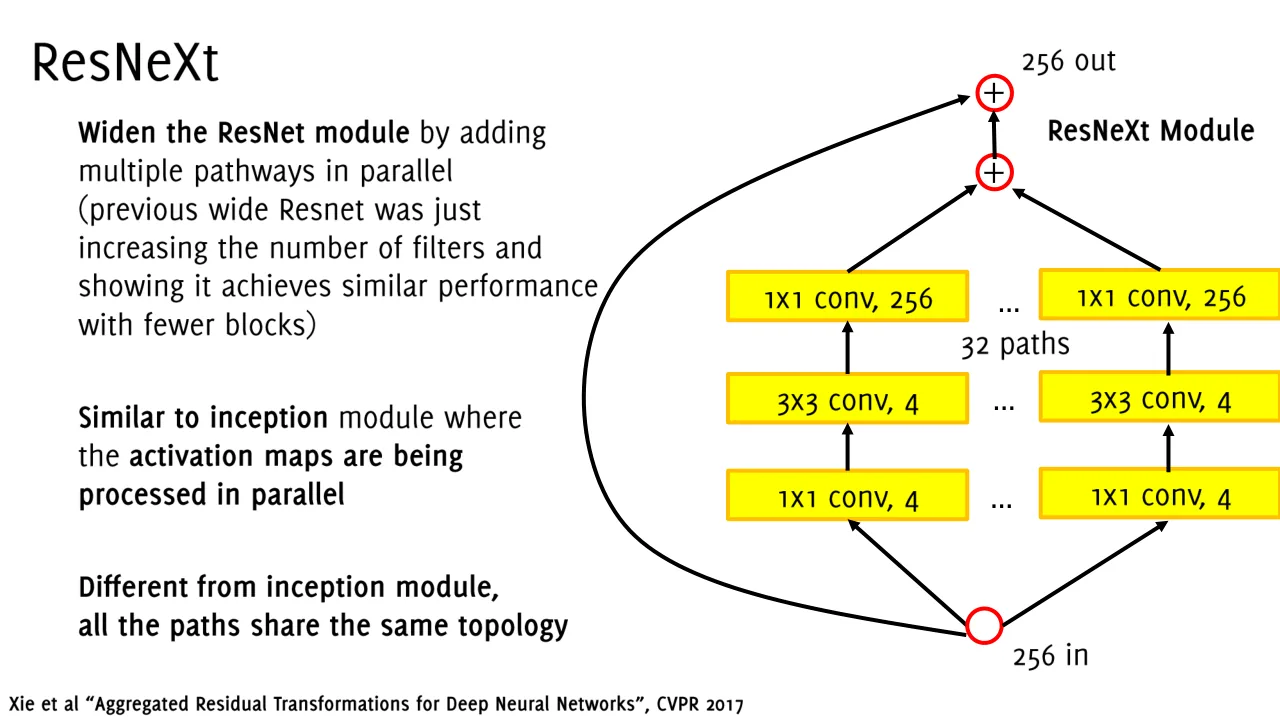 ResNeXt
Widen the ResNet module by adding
multiple pathways in parallel
(previous wide Resnet was just
increasing the number of filters and
showing it achieves similar performance
with fewer blocks)
Similar to inception module where
the activation maps are being
processed in parallel
Different from inception module,
all the paths share the same topology
256 out
+
ResNeXt Module
+
1x1 conv, 256 ... 1x1 conv, 256
32 paths
3x3 conv, 4 ... 3x3 conv, 4
1x1 conv, 4 ... 1x1 conv, 4
256 in
Xie et al “Aggregated Residual Transformations for Deep Neural Networks”, CVPR 2017